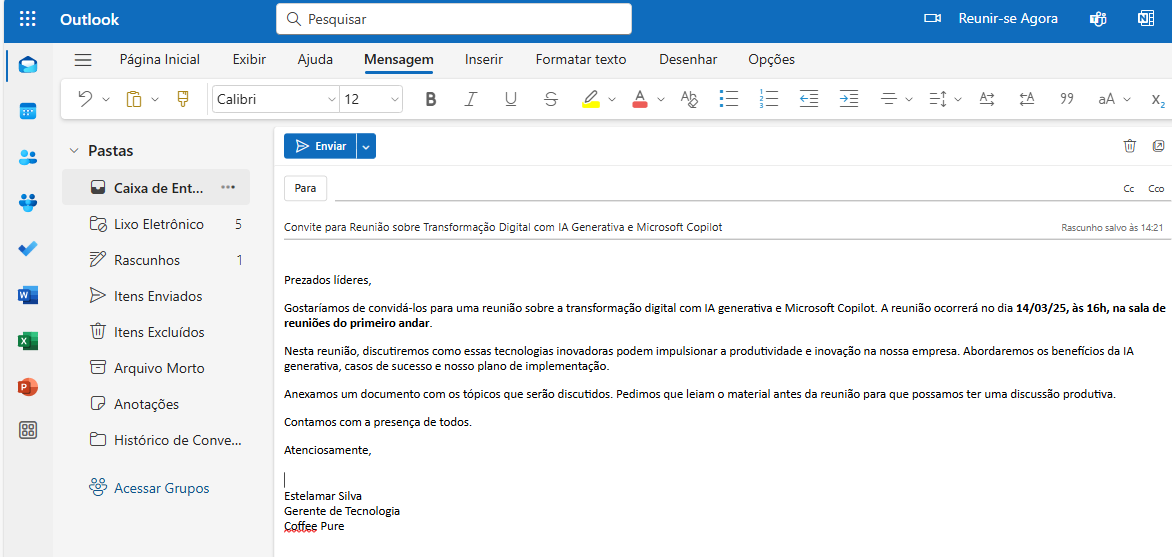 Outlook
Pesquisar
Reunir-se Agora
Página Inicial Exibir Ajuda Mensagem Inserir Formatar texto Desenhar Opções
Calibri 12 B I U S A Ab 99 aA X₂
Pastas
Caixa de Ent... ...
Lixo Eletrônico 5
Rascunhos 1
Itens Enviados
Itens Excluídos
Arquivo Morto
Anotações
Histórico de Conve...
Acessar Grupos
Enviar
Para Cc Cco
Convite para Reunião sobre Transformação Digital com IA Generativa e Microsoft Copilot Rascunho salvo às 14:21
Prezados líderes,
Gostaríamos de convidá-los para uma reunião sobre a transformação digital com IA generativa e Microsoft Copilot. A reunião ocorrerá no dia 14/03/25, às 16h, na sala de
reuniões do primeiro andar.
Nesta reunião, discutiremos como essas tecnologias inovadoras podem impulsionar a produtividade e inovação na nossa empresa. Abordaremos os benefícios da IA
generativa, casos de sucesso e nosso plano de implementação.
Anexamos um documento com os tópicos que serão discutidos. Pedimos que leiam o material antes da reunião para que possamos ter uma discussão produtiva.
Contamos com a presença de todos.
Atenciosamente,
Estelamar Silva
Gerente de Tecnologia
Coffee Pure